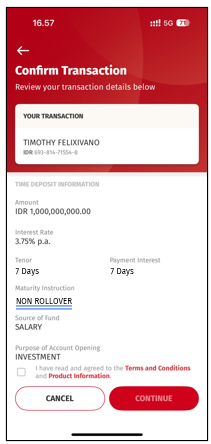 16.57
5G 71
Confirm Transaction
Review your transaction details below
YOUR TRANSACTION
TIMOTHY FELIXIVANO
IDR 693-814-71554-8
TIME DEPOSIT INFORMATION
Amount
IDR 1,000,000,000.00
Interest Rate
3.75% p.a.
Tenor
Payment Interest
7 Days
7 Days
Maturity Instruction
NON ROLLOVER
Source of Fund
SALARY
Purpose of Account Opening
INVESTMENT
I have read and agreed to the Terms and Conditions
and Product Information.
CANCEL
CONTINUE